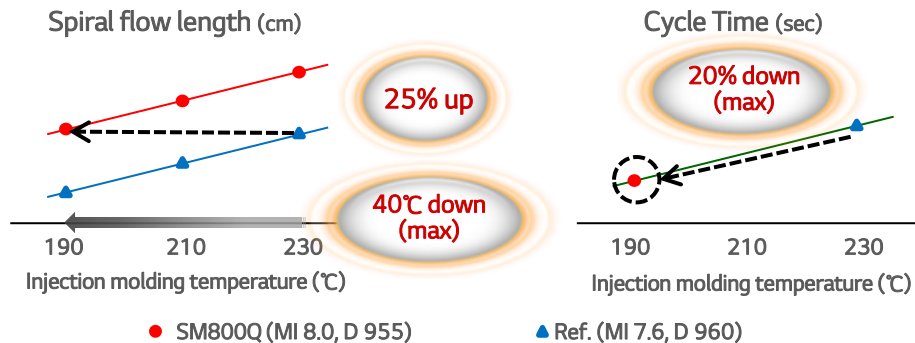 Spiral flow length (cm)
25% up
40℃ down
(max)
190 210 230
Injection molding temperature (℃)
Cycle Time (sec)
20% down
(max)
190 210 230
Injection molding temperature (℃)
SM800Q (MI 8.0, D 955)
Ref. (MI 7.6, D 960)